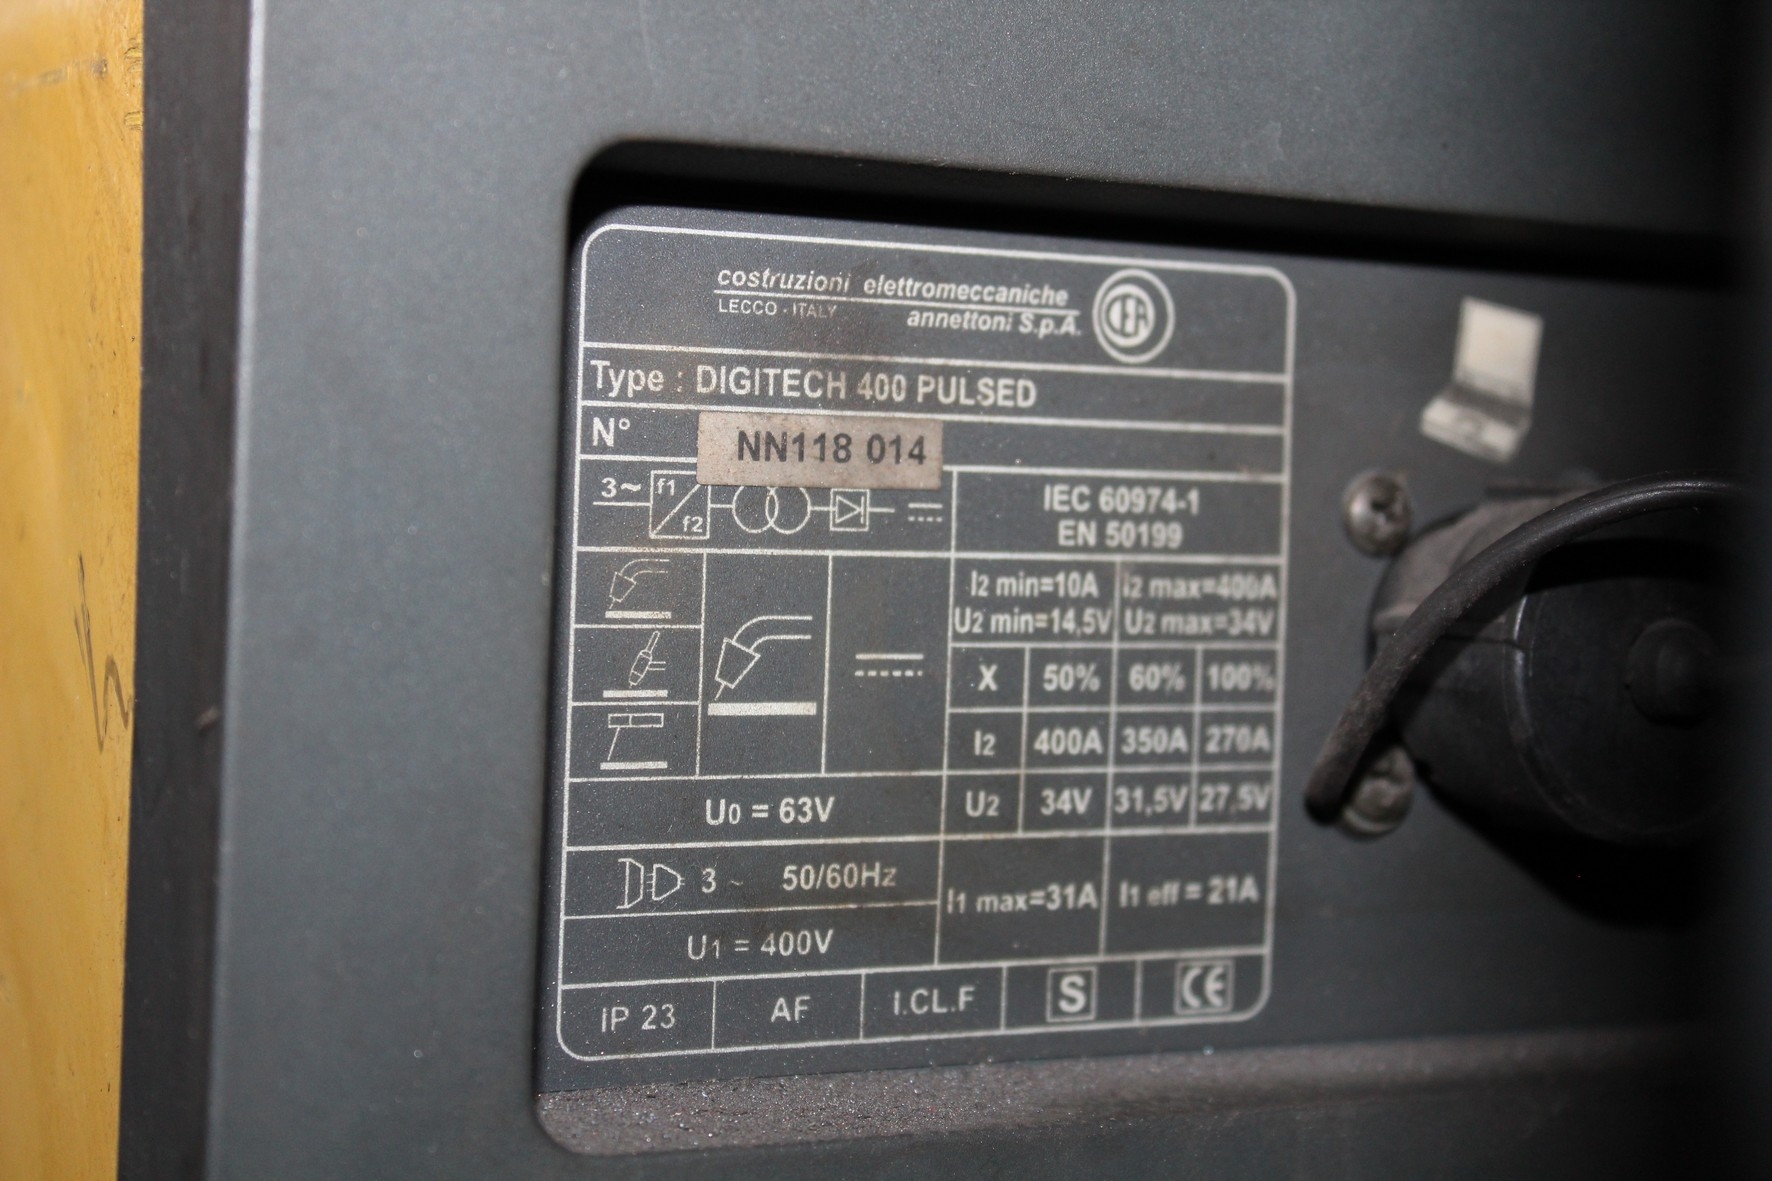 costruzioni elettromeccaniche
LECCO - ITALY
annettoni S.p.A.
CEA
Type : DIGITECH 400 PULSED
N° NN118 014
3~ f1 f2
IEC 60974-1
EN 50199
I2 min=10A I2 max=400A
U2 min=14,5V U2 max=34V
X 50% 60% 100%
I2 400A 350A 270A
U2 34V 31,5V 27,5V
U0 = 63V
3 ~ 50/60Hz
I1 max=31A I1 eff = 21A
U1 = 400V
IP 23 AF I.CL.F S CE